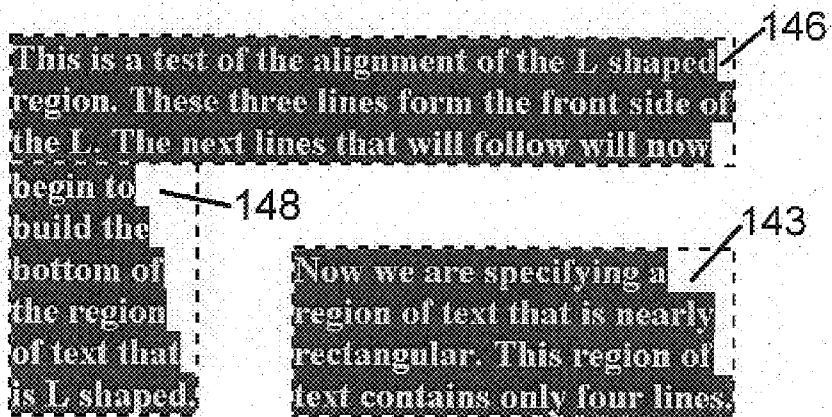 146
This is a test of the alignment of the L shaped
region. These three lines form the front side of
the L. The next lines that will follow will now
begin to
148
build the
bottom of
the region
of text that
is L shaped.
143
Now we are specifying a
region of text that is nearly
rectangular. This region of
text contains only four lines.